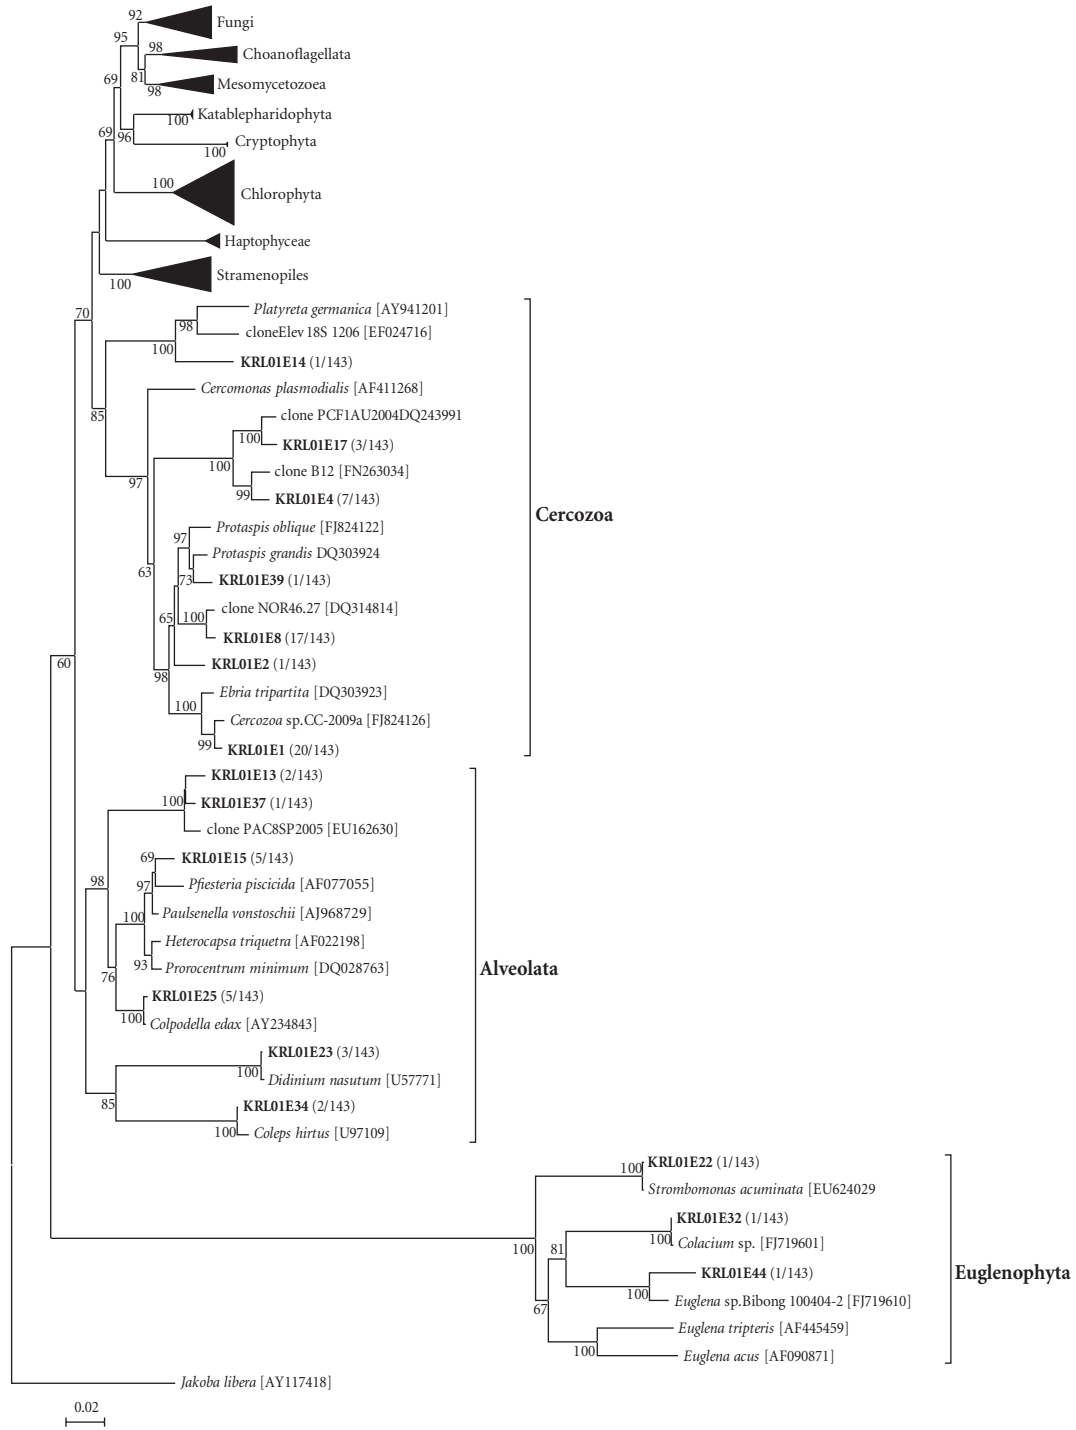 92
Fungi
95
98
Choanoflagellata
81
98
Mesomycetozoea
69
100
Katablepharidophyta
69
96
Cryptophyta
100
100
Chlorophyta
Haptophyceae
Stramenopiles
100
70
Platyreta germanica [AY941201]
98
cloneElev 18S 1206 [EF024716]
100
KRL01E14 (1/143)
Cercomonas plasmodialis [AF411268]
85
clone PCF1AU2004DQ243991
100
KRL01E17 (3/143)
100
clone B12 [FN263034]
97
99
KRL01E4 (7/143)
Cercozoa
Protaspis oblique [FJ824122]
97
Protaspis grandis DQ303924
63
73
KRL01E39 (1/143)
clone NOR46.27 [DQ314814]
65
100
KRL01E8 (17/143)
60
KRL01E2 (1/143)
98
Ebria tripartita [DQ303923]
100
Cercozoa sp.CC-2009a [FJ824126]
99
KRL01E1 (20/143)
KRL01E13 (2/143)
100
KRL01E37 (1/143)
clone PAC8SP2005 [EU162630]
69
KRL01E15 (5/143)
98
97
Pfiesteria piscicida [AF077055]
100
Paulsenella vonstoschii [AJ968729]
Heterocapsa triquetra [AF022198]
93
Prorocentrum minimum [DQ028763]
Alveolata
76
KRL01E25 (5/143)
100
Colpodella edax [AY234843]
KRL01E23 (3/143)
100
Didinium nasutum [U57771]
85
KRL01E34 (2/143)
100
Coleps hirtus [U97109]
100
KRL01E22 (1/143)
Strombomonas acuminata [EU624029
KRL01E32 (1/143)
100
Colacium sp. [FJ719601]
100
81
KRL01E44 (1/143)
Euglenophyta
100
Euglena sp.Bibong 100404-2 [FJ719610]
67
Euglena tripteris [AF445459]
100
Euglena acus [AF090871]
Jakoba libera [AY117418]
0.02